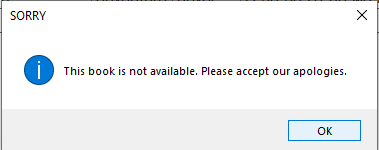 SORRY
This book is not available. Please accept our apologies.
OK